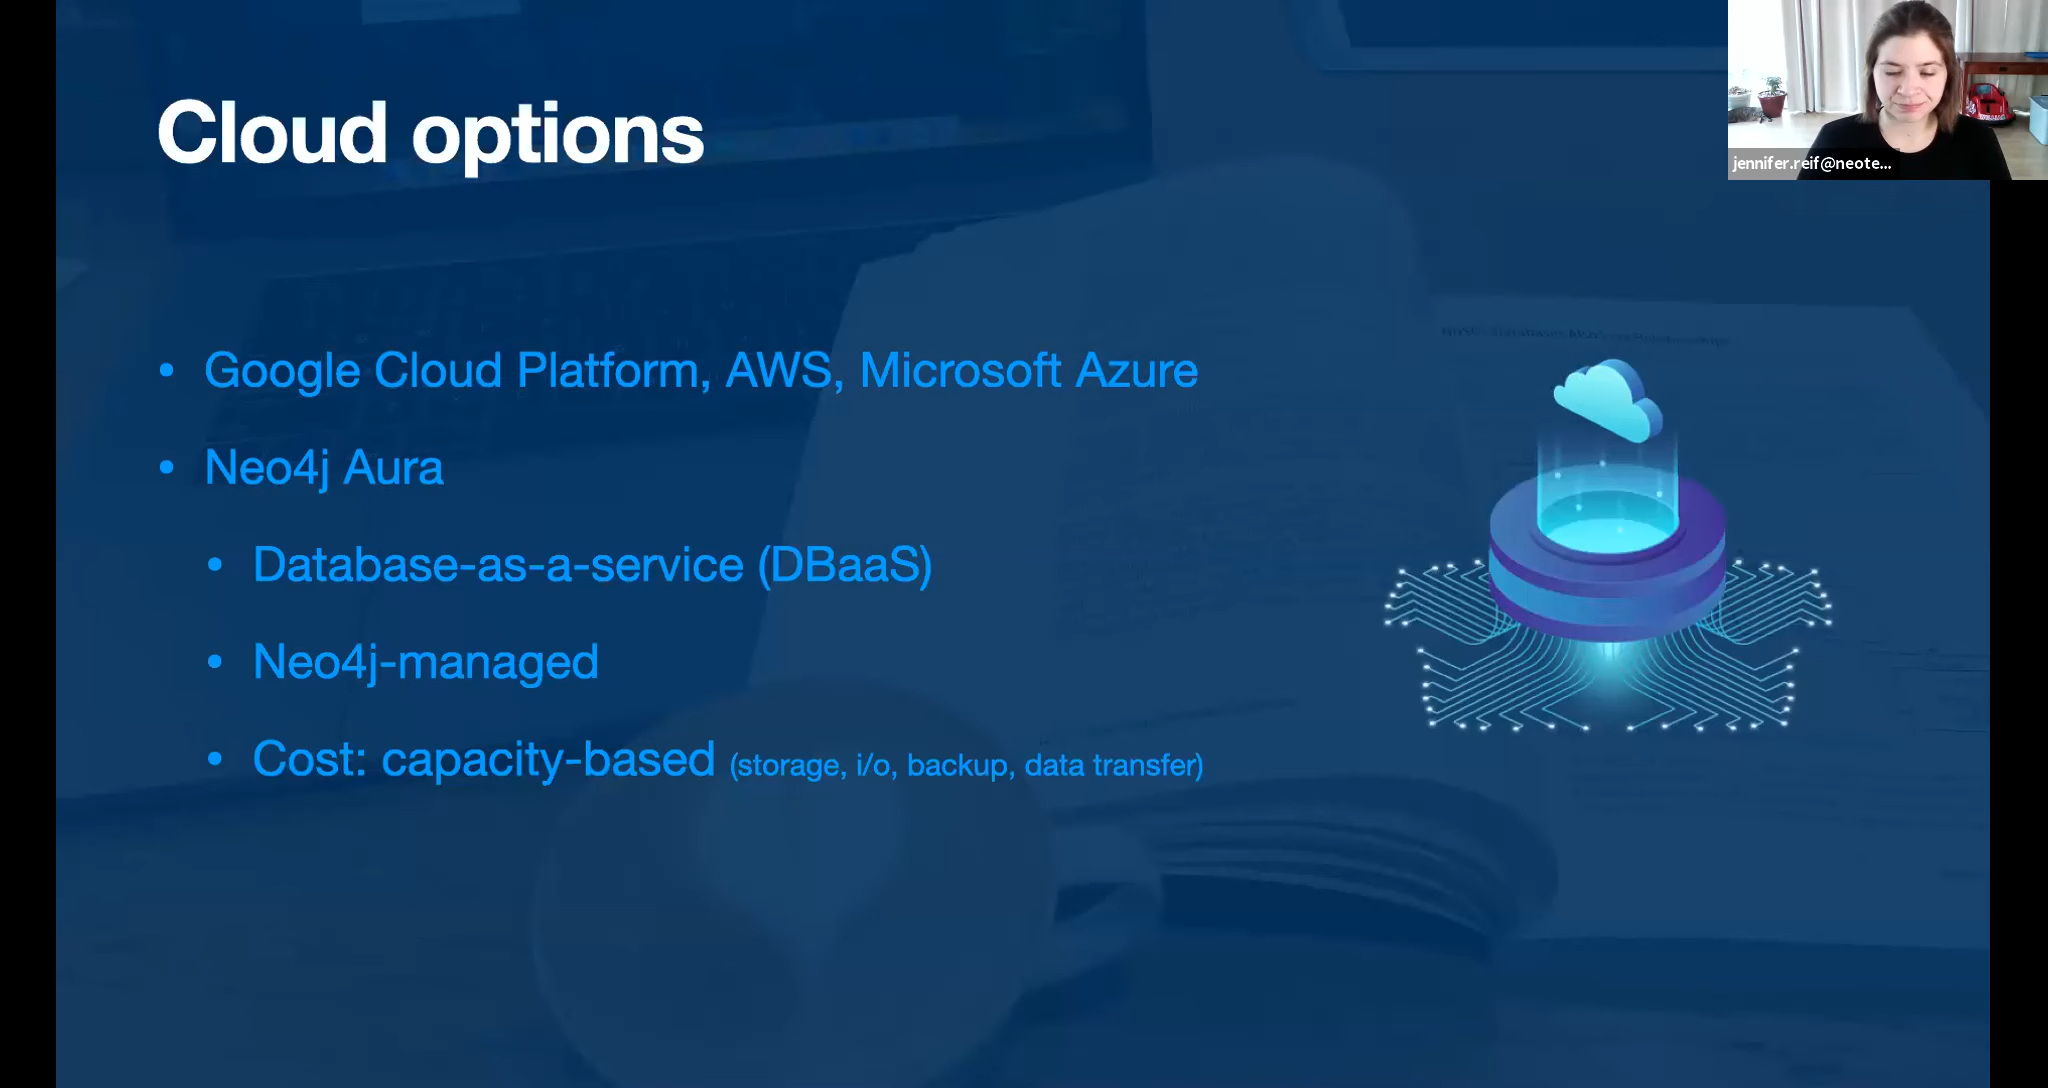 Cloud options
jennifer.reif@neote...
• Google Cloud Platform, AWS, Microsoft Azure
• Neo4j Aura
• Database-as-a-service (DBaaS)
• Neo4j-managed
• Cost: capacity-based (storage, i/o, backup, data transfer)